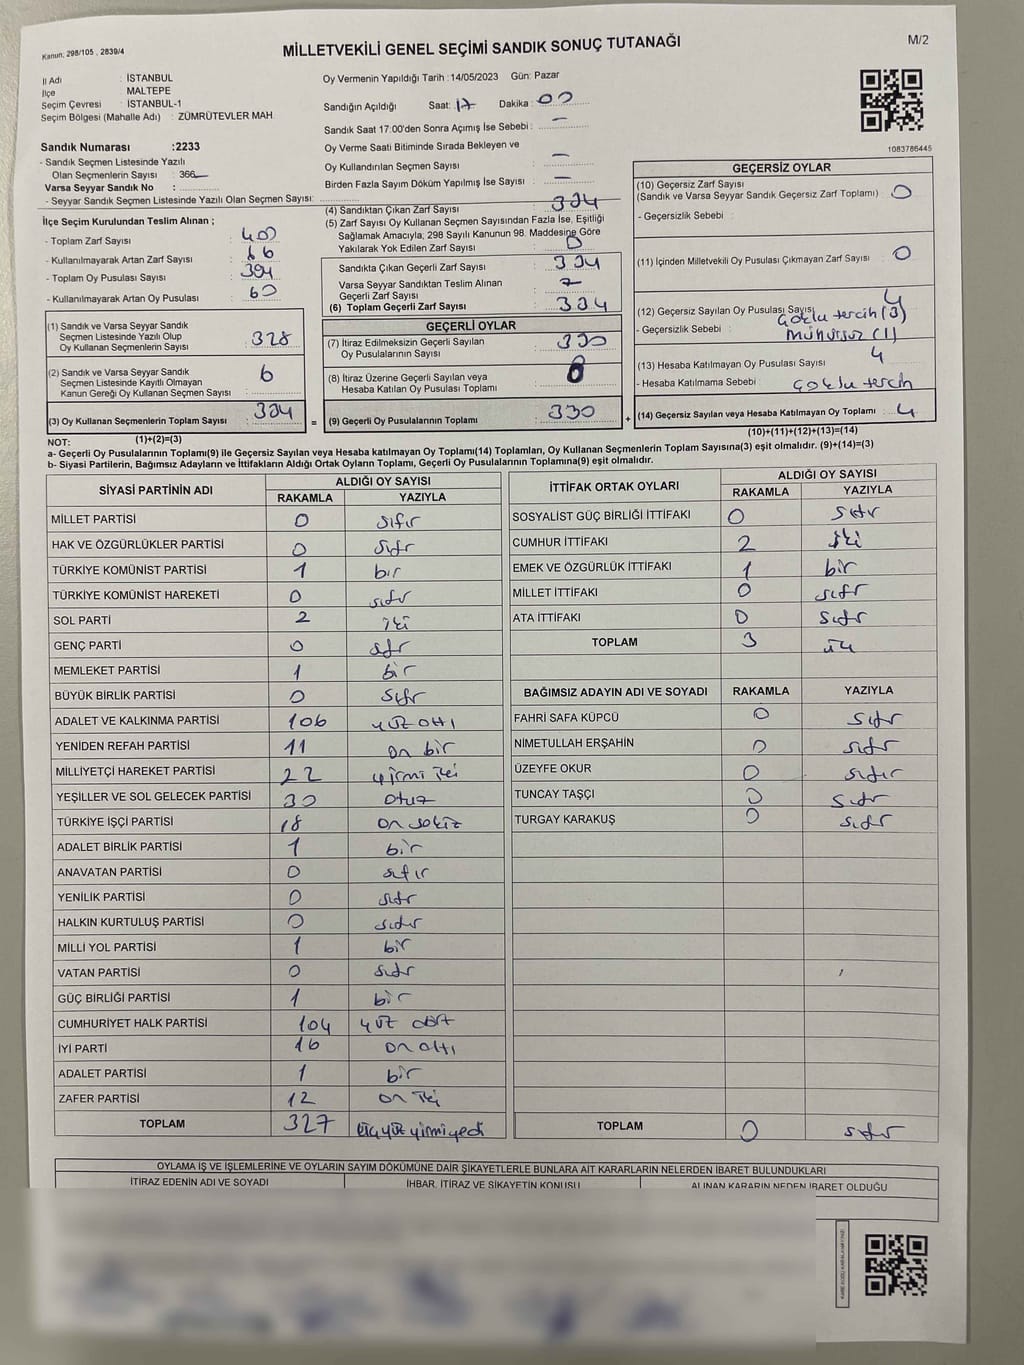 Kanun: 298/105 , 2839/4
MİLLETVEKİLİ GENEL SEÇİMİ SANDIK SONUÇ TUTANAĞI
M/2
İl Adı : İSTANBUL
İlçe : MALTEPE
Seçim Çevresi : İSTANBUL-1
Seçim Bölgesi (Mahalle Adı) : ZÜMRÜTEVLER MAH.
Sandık Numarası :2233
- Sandık Seçmen Listesinde Yazılı
Olan Seçmenlerin Sayısı : 366
Varsa Seyyar Sandık No :
- Seyyar Sandık Seçmen Listesinde Yazılı Olan Seçmen Sayısı:
Oy Vermenin Yapıldığı Tarih :14/05/2023 Gün: Pazar
Sandığın Açıldığı Saat: 17 Dakika : 00
Sandık Saat 17:00'den Sonra Açımış İse Sebebi : —
Oy Verme Saati Bitiminde Sırada Bekleyen ve
Oy Kullandırılan Seçmen Sayısı : —
Birden Fazla Sayım Döküm Yapılmış İse Sayısı : —
1083786445
İlçe Seçim Kurulundan Teslim Alınan ;
- Toplam Zarf Sayısı : 400
- Kullanılmayarak Artan Zarf Sayısı : 66
- Toplam Oy Pusulası Sayısı : 394
- Kullanılmayarak Artan Oy Pusulası : 60
(4) Sandıktan Çıkan Zarf Sayısı : 334
(5) Zarf Sayısı Oy Kullanan Seçmen Sayısından Fazla İse, Eşitliği
Sağlamak Amacıyla, 298 Sayılı Kanunun 98. Maddesine Göre
Yakılarak Yok Edilen Zarf Sayısı : 0
Sandıkta Çıkan Geçerli Zarf Sayısı : 334
Varsa Seyyar Sandıktan Teslim Alınan
Geçerli Zarf Sayısı :
(6) Toplam Geçerli Zarf Sayısı : 334
GEÇERSİZ OYLAR
(10) Geçersiz Zarf Sayısı
(Sandık ve Varsa Seyyar Sandık Geçersiz Zarf Toplamı) : 0
- Geçersizlik Sebebi :
(11) İçinden Milletvekili Oy Pusulası Çıkmayan Zarf Sayısı : 0
(12) Geçersiz Sayılan Oy Pusulası Sayısı : 4
- Geçersizlik Sebebi : çoklu tercih (3)
mühürsüz (1)
(13) Hesaba Katılmayan Oy Pusulası Sayısı : 4
- Hesaba Katılmama Sebebi : çoklu tercih
(14) Geçersiz Sayılan veya Hesaba Katılmayan Oy Toplamı : 4
(1) Sandık ve Varsa Seyyar Sandık
Seçmen Listesinde Yazılı Olup
Oy Kullanan Seçmenlerin Sayısı : 328
(2) Sandık ve Varsa Seyyar Sandık
Seçmen Listesinde Kayıtlı Olmayan
Kanun Gereği Oy Kullanan Seçmen Sayısı : 6
(3) Oy Kullanan Seçmenlerin Toplam Sayısı : 334 =
GEÇERLİ OYLAR
(7) İtiraz Edilmeksizin Geçerli Sayılan
Oy Pusulalarının Sayısı : 330
(8) İtiraz Üzerine Geçerli Sayılan veya
Hesaba Katılan Oy Pusulası Toplamı :
(9) Geçerli Oy Pusulalarının Toplamı : 330 +
NOT: (1)+(2)=(3)
(10)+(11)+(12)+(13)=(14)
a- Geçerli Oy Pusulalarının Toplamı(9) ile Geçersiz Sayılan veya Hesaba katılmayan Oy Toplamı(14) Toplamları, Oy Kullanan Seçmenlerin Toplam Sayısına(3) eşit olmalıdır. (9)+(14)=(3)
b- Siyasi Partilerin, Bağımsız Adayların ve İttifakların Aldığı Ortak Oyların Toplamı, Geçerli Oy Pusulalarının Toplamına(9) eşit olmalıdır.
SİYASİ PARTİNİN ADI
ALDIĞI OY SAYISI
RAKAMLA YAZIYLA
MİLLET PARTİSİ 0 sıfır
HAK VE ÖZGÜRLÜKLER PARTİSİ 0 sıfır
TÜRKİYE KOMÜNİST PARTİSİ 1 bir
TÜRKİYE KOMÜNİST HAREKETİ 0 sıfır
SOL PARTİ 2 iki
GENÇ PARTİ 0 sıfır
MEMLEKET PARTİSİ 1 bir
BÜYÜK BİRLİK PARTİSİ 0 sıfır
ADALET VE KALKINMA PARTİSİ 106 yüz altı
YENİDEN REFAH PARTİSİ 11 on bir
MİLLİYETÇİ HAREKET PARTİSİ 22 yirmi iki
YEŞİLLER VE SOL GELECEK PARTİSİ 30 otuz
TÜRKİYE İŞÇİ PARTİSİ 18 on sekiz
ADALET BİRLİK PARTİSİ 1 bir
ANAVATAN PARTİSİ 0 sıfır
YENİLİK PARTİSİ 0 sıfır
HALKIN KURTULUŞ PARTİSİ 0 sıfır
MİLLİ YOL PARTİSİ 1 bir
VATAN PARTİSİ 0 sıfır
GÜÇ BİRLİĞİ PARTİSİ 1 bir
CUMHURİYET HALK PARTİSİ 104 yüz dört
İYİ PARTİ 16 on altı
ADALET PARTİSİ 1 bir
ZAFER PARTİSİ 12 on iki
TOPLAM 327 üçyüz yirmi yedi
İTTİFAK ORTAK OYLARI
ALDIĞI OY SAYISI
RAKAMLA YAZIYLA
SOSYALİST GÜÇ BİRLİĞİ İTTİFAKI 0 sıfır
CUMHUR İTTİFAKI 2 iki
EMEK VE ÖZGÜRLÜK İTTİFAKI 1 bir
MİLLET İTTİFAKI 0 sıfır
ATA İTTİFAKI 0 sıfır
TOPLAM 3 üç
BAĞIMSIZ ADAYIN ADI VE SOYADI RAKAMLA YAZIYLA
FAHRİ SAFA KÜPCÜ 0 sıfır
NİMETULLAH ERŞAHİN 0 sıfır
ÜZEYFE OKUR 0 sıfır
TUNCAY TAŞÇI 0 sıfır
TURGAY KARAKUŞ 0 sıfır
TOPLAM 0 sıfır
OYLAMA İŞ VE İŞLEMLERİNE VE OYLARIN SAYIM DÖKÜMÜNE DAİR ŞİKAYETLERLE BUNLARA AİT KARARLARIN NELERDEN İBARET BULUNDUKLARI
İTİRAZ EDENİN ADI VE SOYADI
İHBAR, İTİRAZ VE ŞİKAYETİN KONUSU
ALINAN KARARIN NEDEN İBARET OLDUĞU